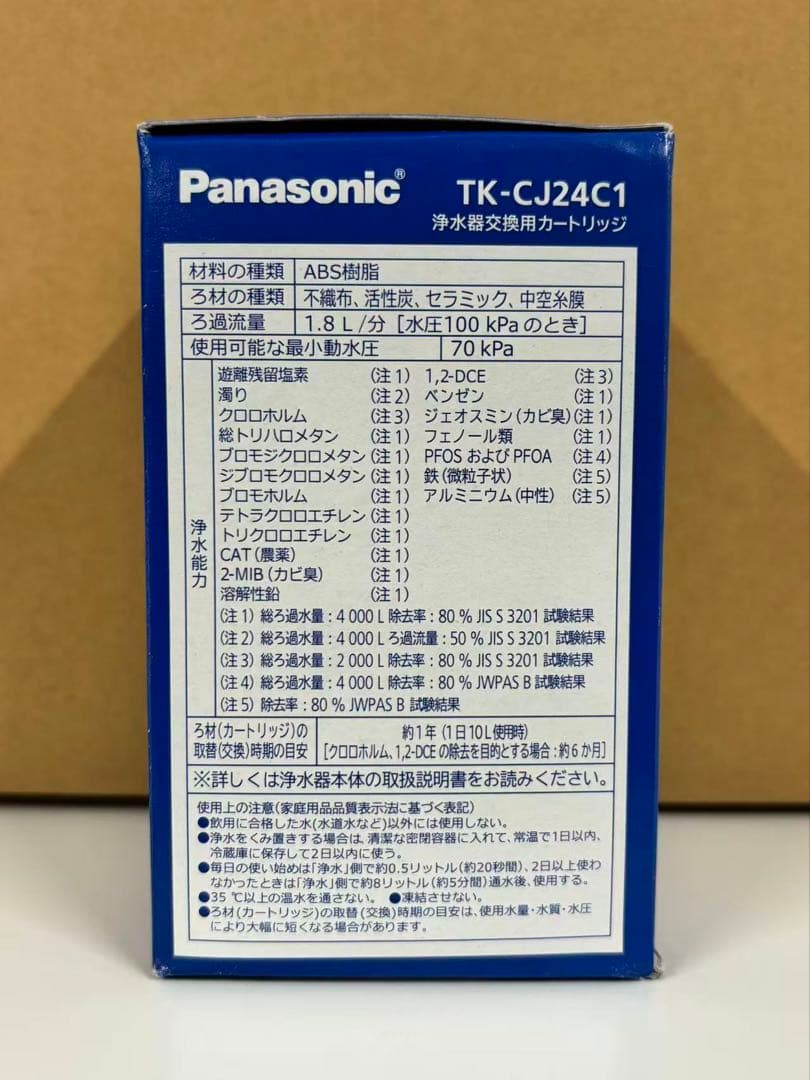 Panasonic® TK-CJ24C1
浄水器交換用カートリッジ
材料の種類 ABS樹脂
ろ材の種類 不織布、活性炭、セラミック、中空糸膜
ろ過流量 1.8 L/分 [水圧100 kPa のとき]
使用可能な最小動水圧 70 kPa
浄水能力
遊離残留塩素 (注1) 1,2-DCE (注3)
濁り (注2) ベンゼン (注1)
クロロホルム (注3) ジェオスミン(カビ臭)(注1)
総トリハロメタン (注1) フェノール類 (注1)
ブロモジクロロメタン (注1) PFOS および PFOA (注4)
ジブロモクロロメタン (注1) 鉄(微粒子状) (注5)
ブロモホルム (注1) アルミニウム(中性) (注5)
テトラクロロエチレン(注1)
トリクロロエチレン (注1)
CAT(農薬) (注1)
2-MIB(カビ臭) (注1)
溶解性鉛 (注1)
(注1) 総ろ過水量:4 000 L 除去率:80 % JIS S 3201 試験結果
(注2) 総ろ過水量:4 000 L ろ過流量:50 % JIS S 3201 試験結果
(注3) 総ろ過水量:2 000 L 除去率:80 % JIS S 3201 試験結果
(注4) 総ろ過水量:4 000 L 除去率:80 % JWPAS B 試験結果
(注5) 除去率:80 % JWPAS B 試験結果
ろ材(カートリッジ)の 約1年(1日10L使用時)
取替(交換)時期の目安 [クロロホルム、1,2-DCE の除去を目的とする場合:約6か月]
※詳しくは浄水器本体の取扱説明書をお読みください。
使用上の注意(家庭用品品質表示法に基づく表記)
●飲用に合格した水(水道水など)以外には使用しない。
●浄水をくみ置きする場合は、清潔な密閉容器に入れて、常温で1日以内、
冷蔵庫に保存して2日以内に使う。
●毎日の使い始めは「浄水」側で約0.5リットル(約20秒間)、2日以上使わ
なかったときは「浄水」側で約8リットル(約5分間)通水後、使用する。
●35 ℃以上の温水を通さない。 ●凍結させない。
●ろ材(カートリッジ)の取替(交換)時期の目安は、使用水量・水質・水圧
により大幅に短くなる場合があります。